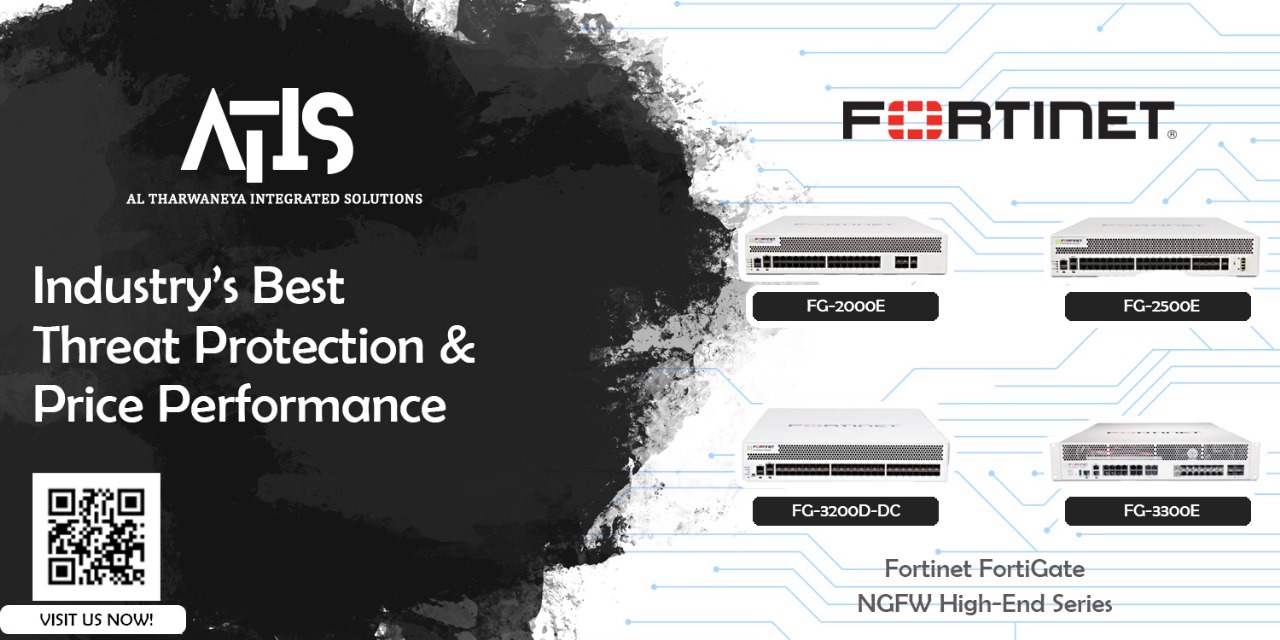 ATIS
AL THARWANEYA INTEGRATED SOLUTIONS
Industry's Best
Threat Protection &
Price Performance
VISIT US NOW!
FORTINET®
FG-2000E
FG-2500E
FG-3200D-DC
FG-3300E
Fortinet FortiGate
NGFW High-End Series